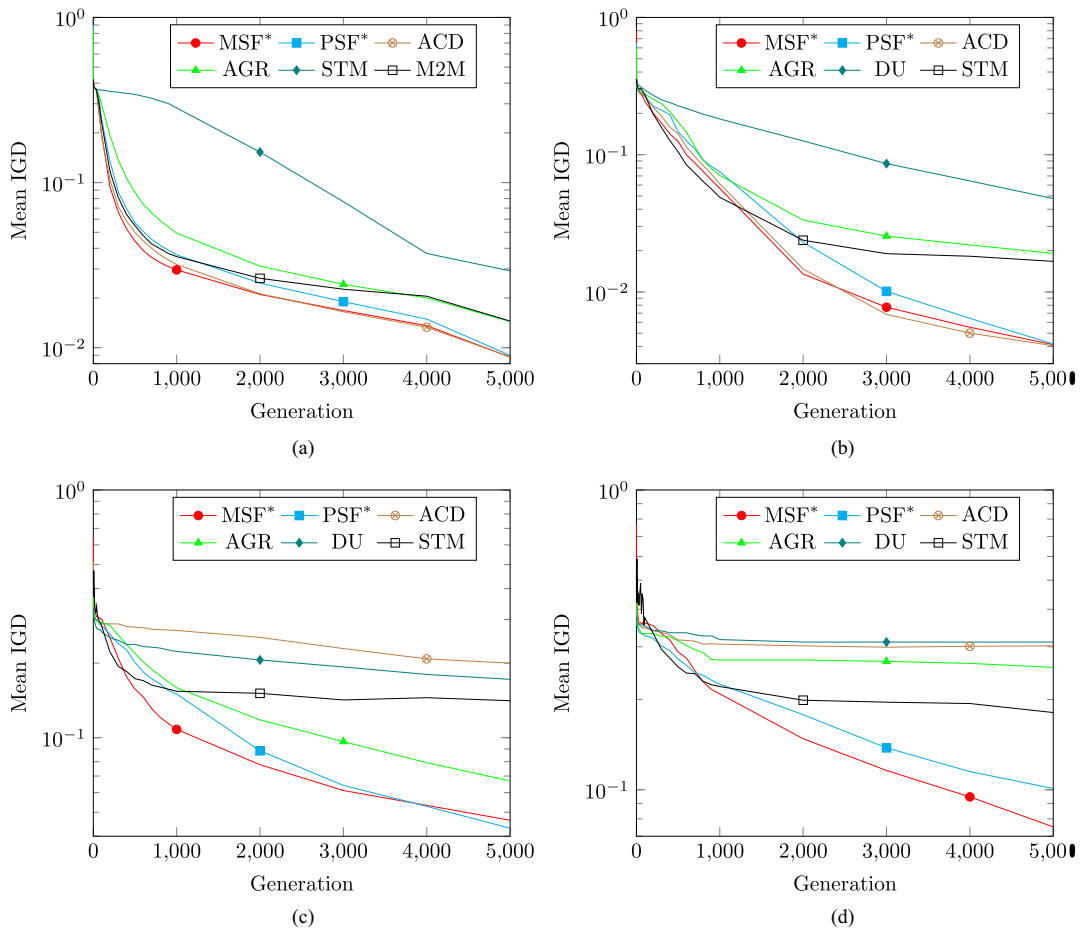 10^0
MSF* PSF* ACD
AGR STM M2M
Mean IGD
10^-1
10^-2
0 1,000 2,000 3,000 4,000 5,000
Generation
(a)
10^0
MSF* PSF* ACD
AGR DU STM
Mean IGD
10^-1
10^-2
0 1,000 2,000 3,000 4,000 5,00
Generation
(b)
10^0
MSF* PSF* ACD
AGR DU STM
Mean IGD
10^-1
0 1,000 2,000 3,000 4,000 5,000
Generation
(c)
10^0
MSF* PSF* ACD
AGR DU STM
Mean IGD
10^-1
0 1,000 2,000 3,000 4,000 5,00
Generation
(d)